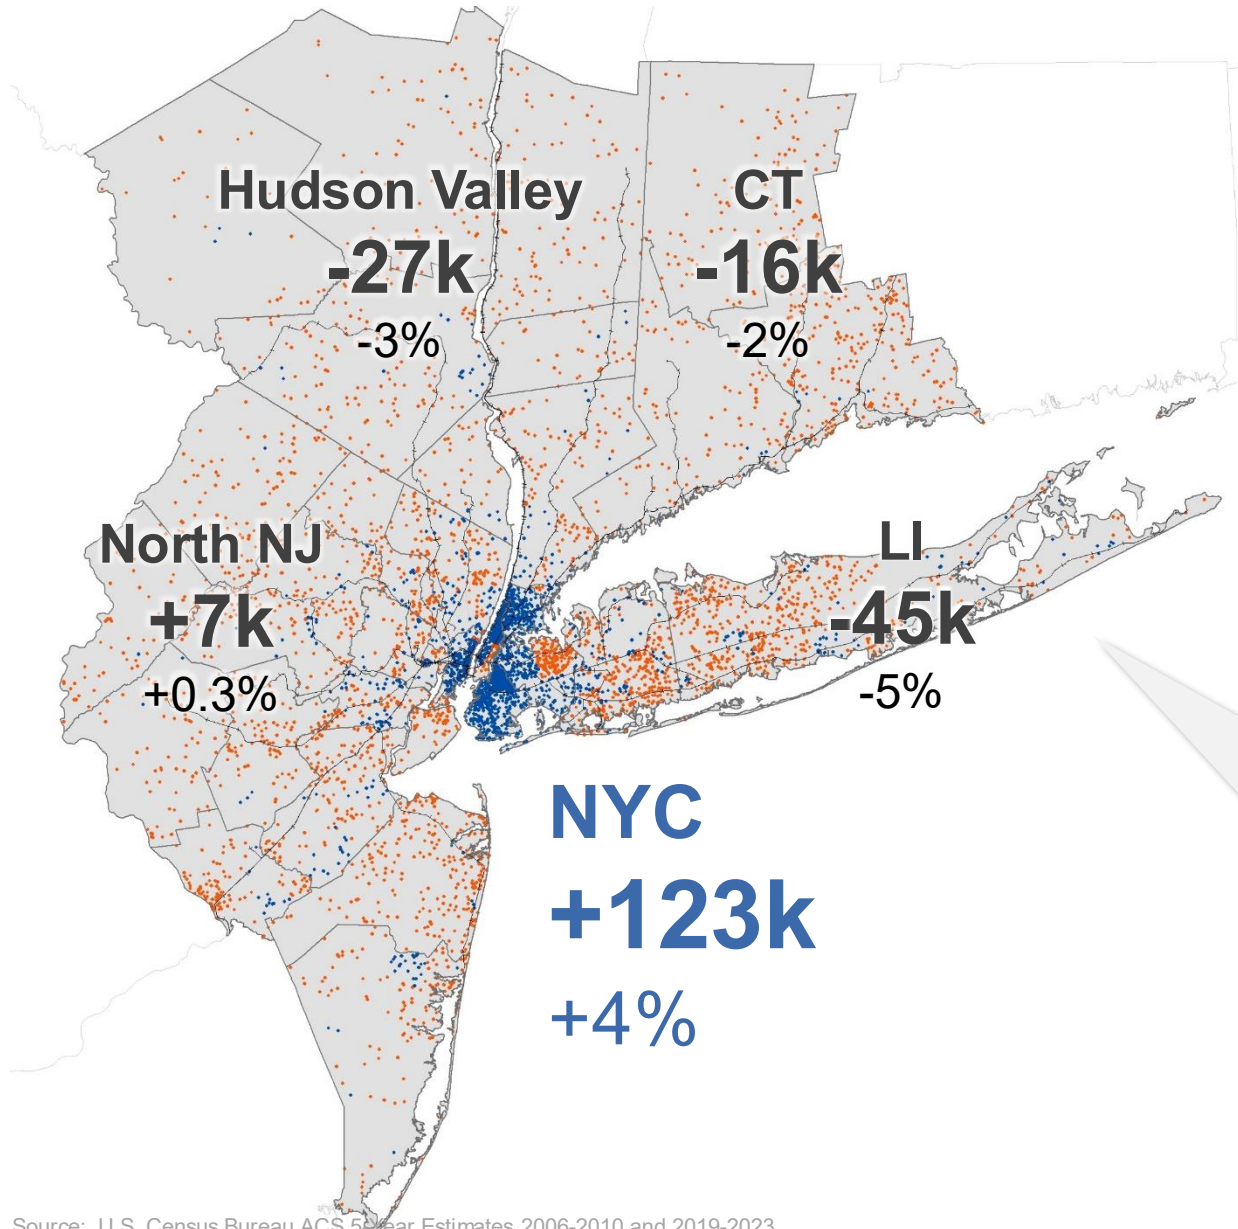 Hudson Valley
-27k
-3%
CT
-16k
-2%
North NJ
+7k
+0.3%
LI
-45k
-5%
NYC
+123k
+4%
Source: U.S. Census Bureau ACS 5-Year Estimates 2006-2010 and 2019-2023